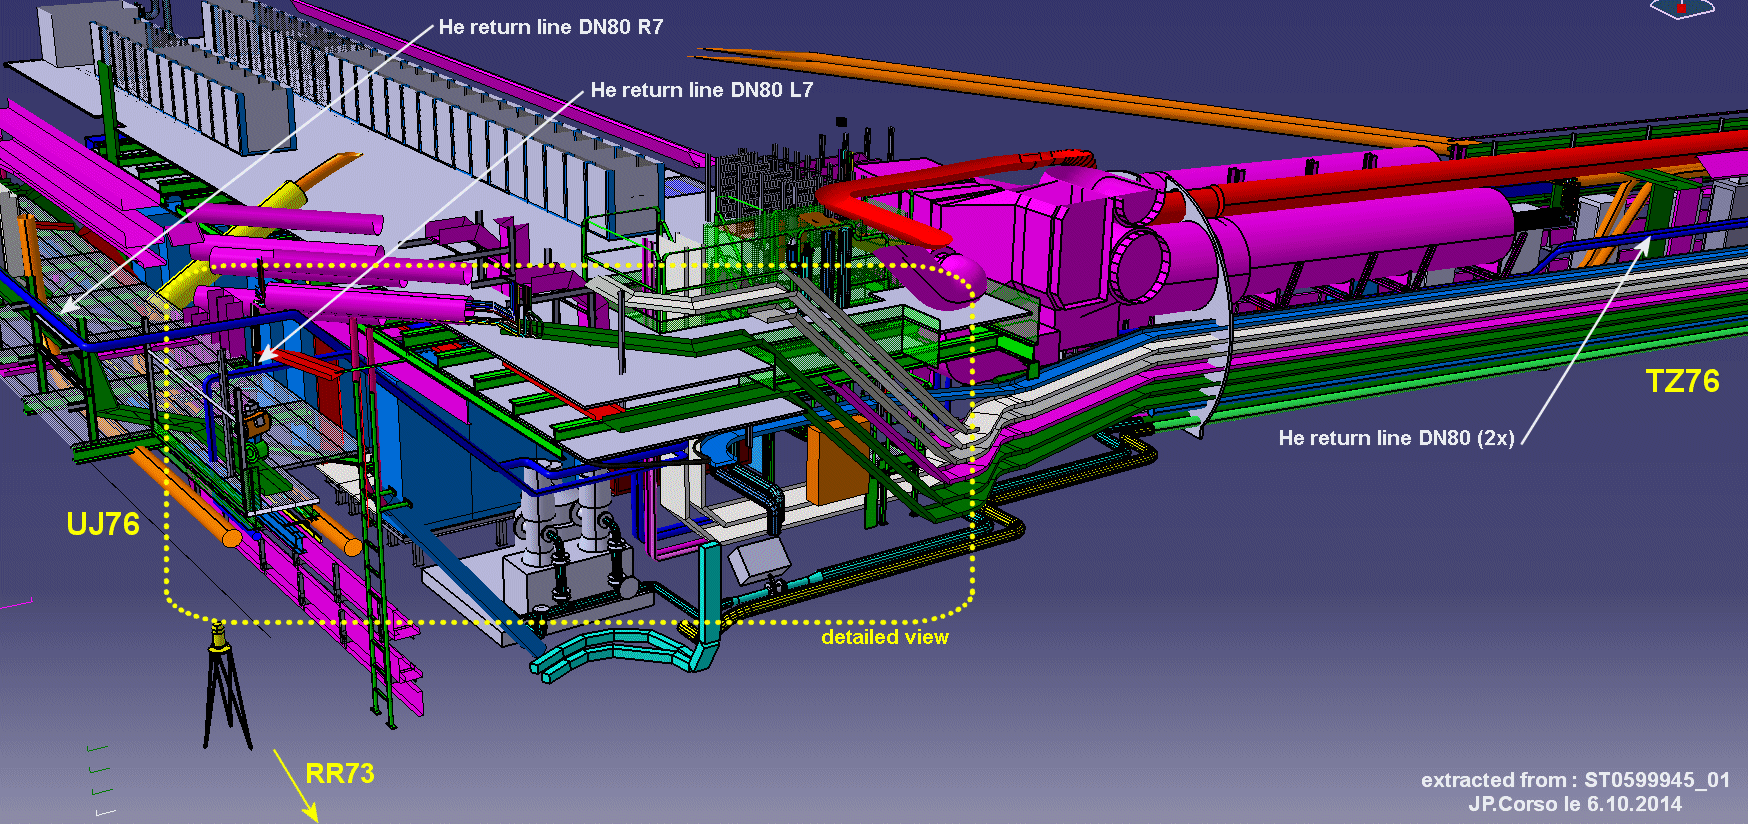 He return line DN80 R7
He return line DN80 L7
TZ76
He return line DN80 (2x)
UJ76
detailed view
RR73
extracted from : ST0599945_01
JP.Corso le 6.10.2014